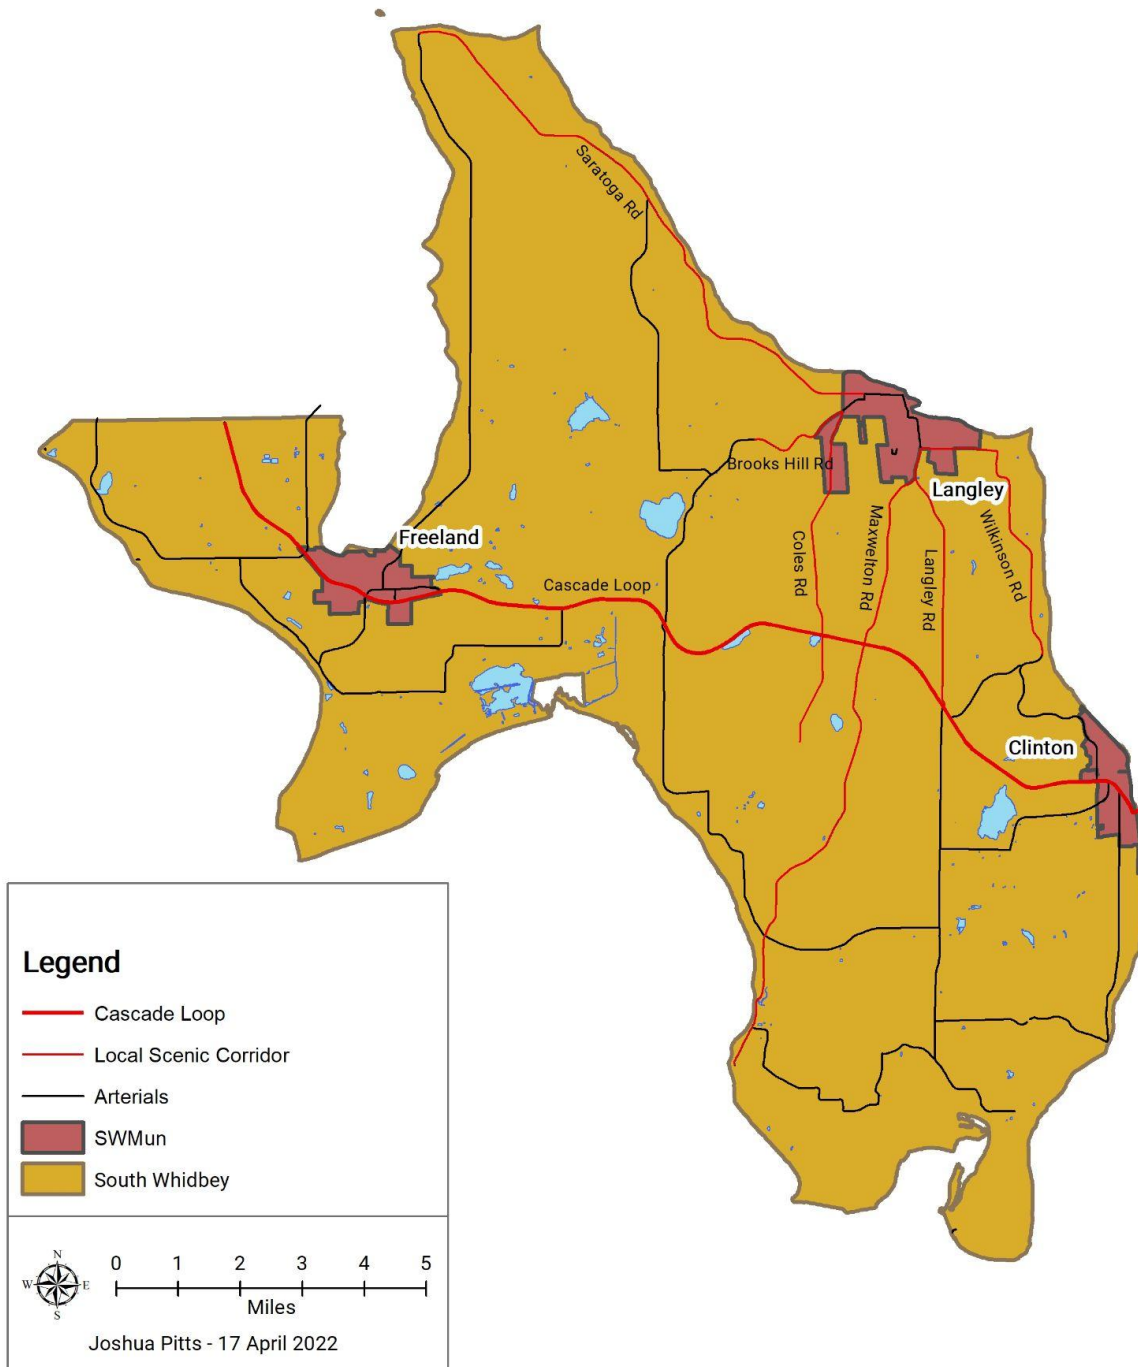 Saratoga Rd
Brooks Hill Rd
Langley
Freeland
Coles Rd
Maxwelton Rd
Langley Rd
Wilkinson Rd
Cascade Loop
Clinton
Legend
Cascade Loop
Local Scenic Corridor
Arterials
SWMun
South Whidbey
N
W E
S
0 1 2 3 4 5
Miles
Joshua Pitts - 17 April 2022